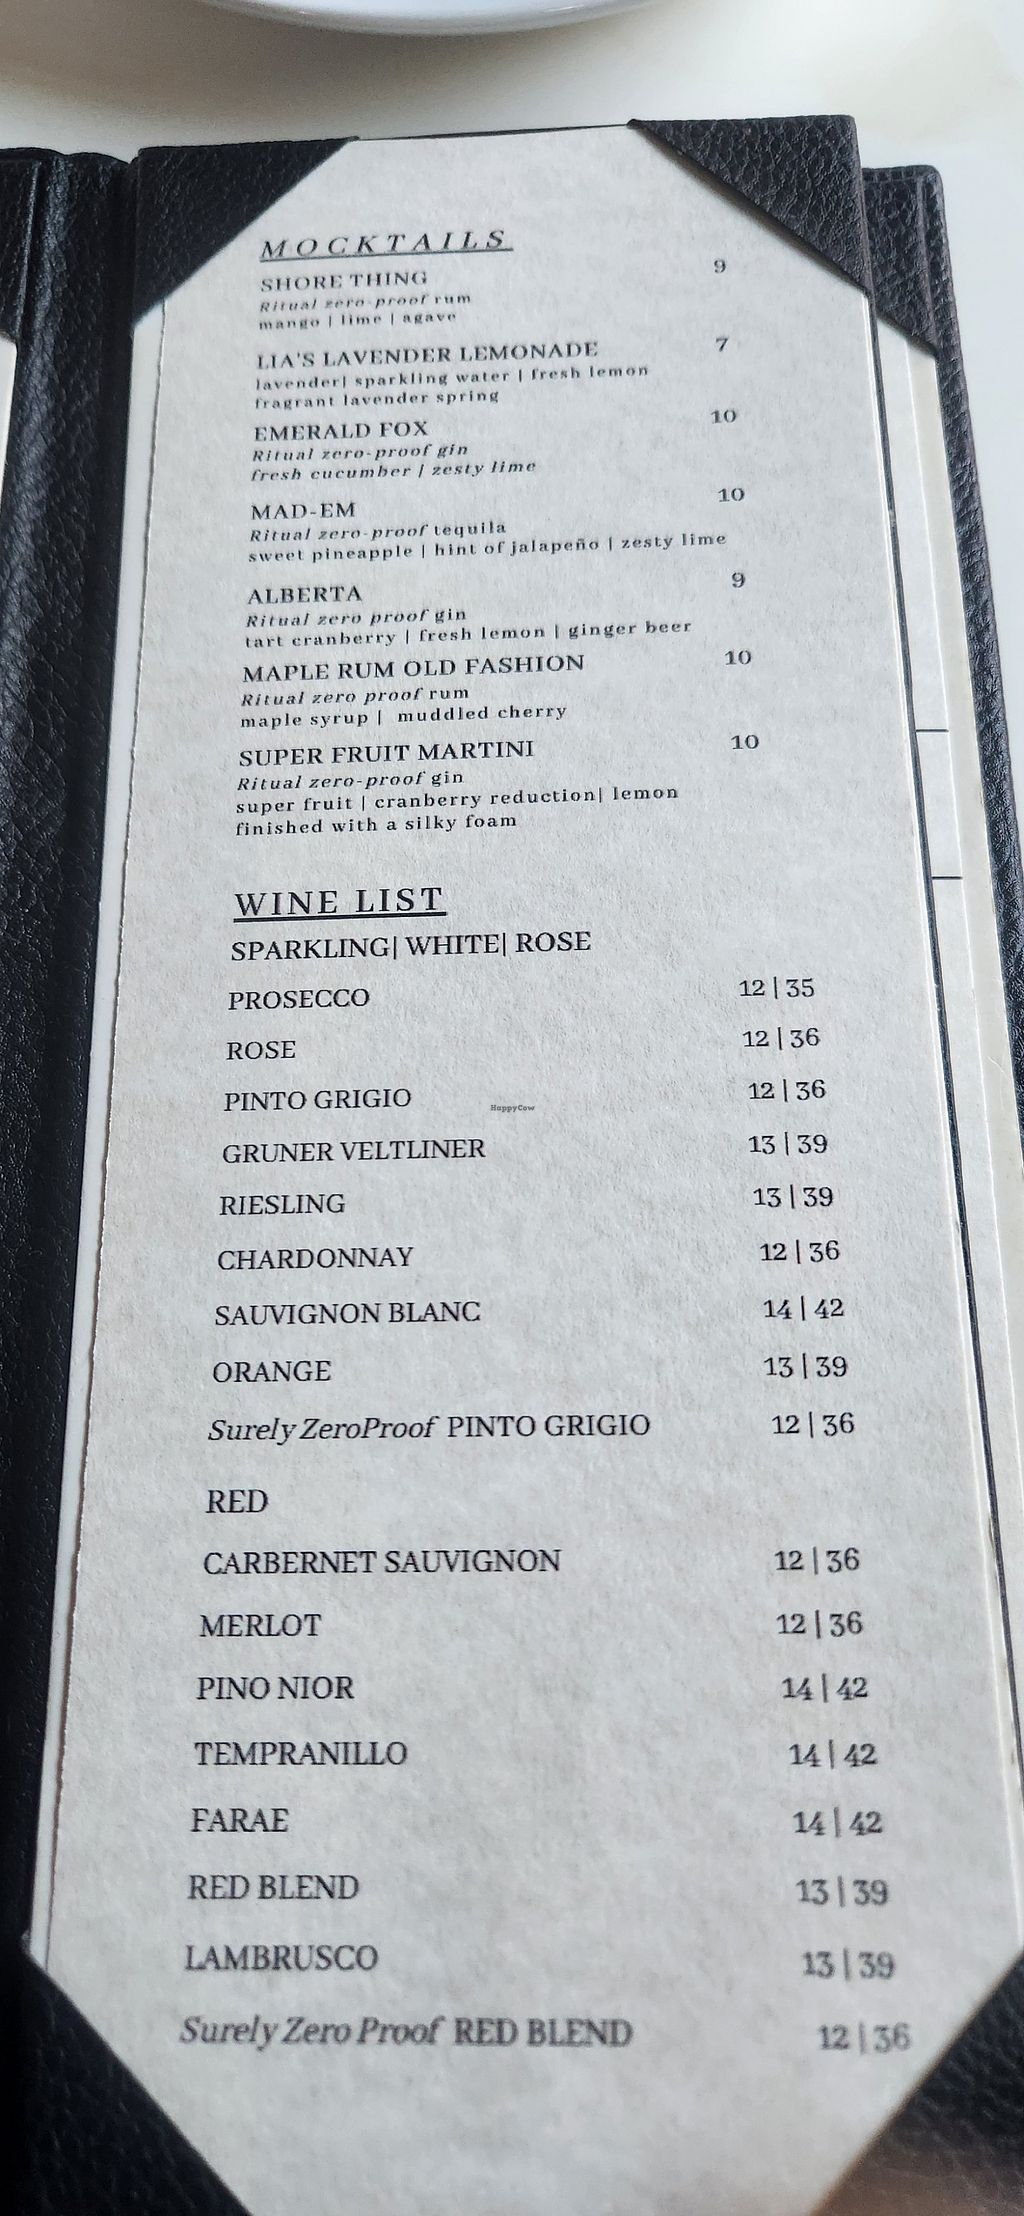 MOCKTAILS
SHORE THING 9
Ritual zero-proof rum
mango | lime | agave
LIA'S LAVENDER LEMONADE 7
lavender| sparkling water | fresh lemon
fragrant lavender spring
EMERALD FOX 10
Ritual zero-proof gin
fresh cucumber / zesty lime
MAD-EM 10
Ritual zero-proof tequila
sweet pineapple | hint of jalapeño | zesty lime
ALBERTA 9
Ritual zero proof gin
tart cranberry | fresh lemon | ginger beer
MAPLE RUM OLD FASHION 10
Ritual zero proof rum
maple syrup | muddled cherry
SUPER FRUIT MARTINI 10
Ritual zero-proof gin
super fruit | cranberry reduction| lemon
finished with a silky foam
WINE LIST
SPARKLING| WHITE| ROSE
PROSECCO 12 | 35
ROSE 12 | 36
PINTO GRIGIO 12 | 36
HappyCow
GRUNER VELTLINER 13 | 39
RIESLING 13 | 39
CHARDONNAY 12 | 36
SAUVIGNON BLANC 14 | 42
ORANGE 13 | 39
Surely ZeroProof PINTO GRIGIO 12 | 36
RED
CARBERNET SAUVIGNON 12 | 36
MERLOT 12 | 36
PINO NIOR 14 | 42
TEMPRANILLO 14 | 42
FARAE 14 | 42
RED BLEND 13 | 39
LAMBRUSCO 13 | 39
Surely Zero Proof RED BLEND 12 | 36